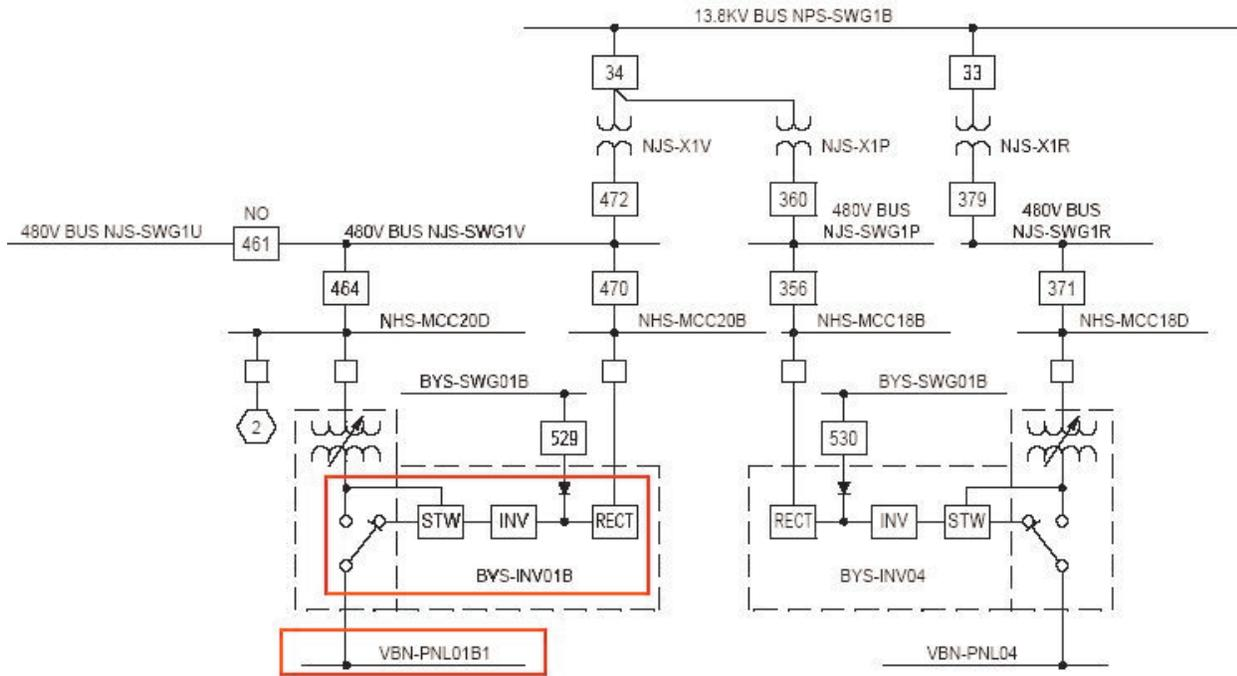 13.8KV BUS NPS-SWG1B
34
33
NJS-X1V
NJS-X1P
NJS-X1R
472
360
379
NO
480V BUS NJS-SWG1U
461
480V BUS NJS-SWG1V
480V BUS
NJS-SWG1P
480V BUS
NJS-SWG1R
464
470
356
371
NHS-MCC20D
NHS-MCC20B
NHS-MCC18B
NHS-MCC18D
BYS-SWG01B
BYS-SWG01B
2
529
530
STW
INV
RECT
RECT
INV
STW
BYS-INV01B
BYS-INV04
VBN-PNL01B1
VBN-PNL04